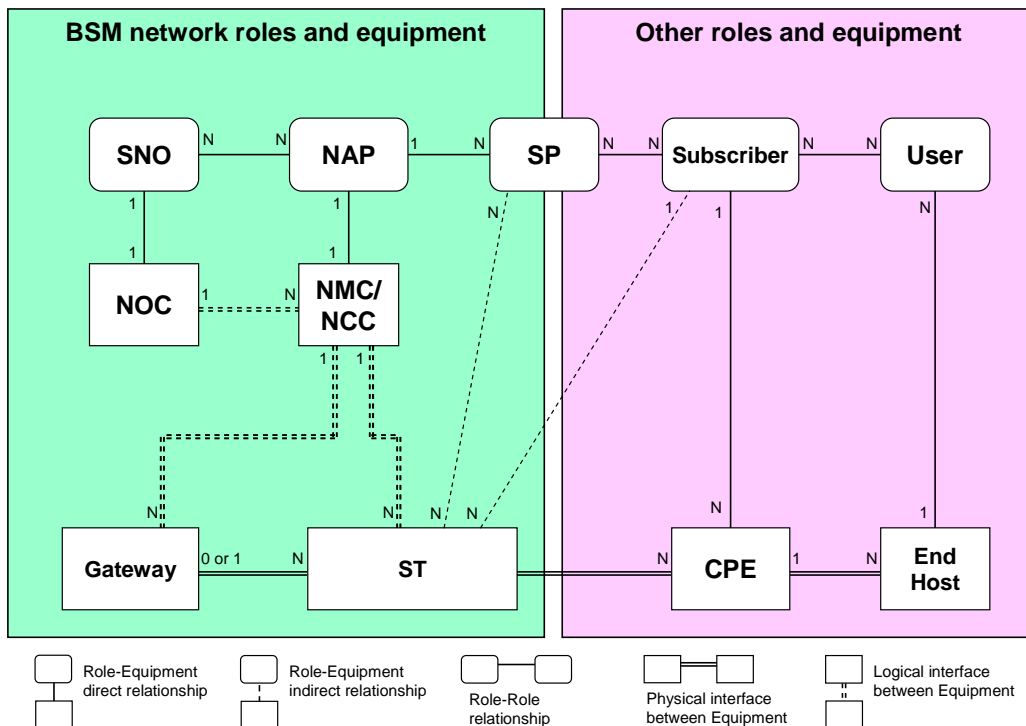 BSM network roles and equipment
Other roles and equipment
SNO
N
N
NAP
1
N
SP
N
N
Subscriber
N
N
User
1
1
N
1
1
N
1
1
NOC
1
N
NMC/
NCC
1
1
N
N
N
N
N
1
Gateway
0 or 1
N
ST
N
CPE
1
N
End
Host
Role-Equipment
direct relationship
Role-Equipment
indirect relationship
Role-Role
relationship
Physical interface
between Equipment
Logical interface
between Equipment